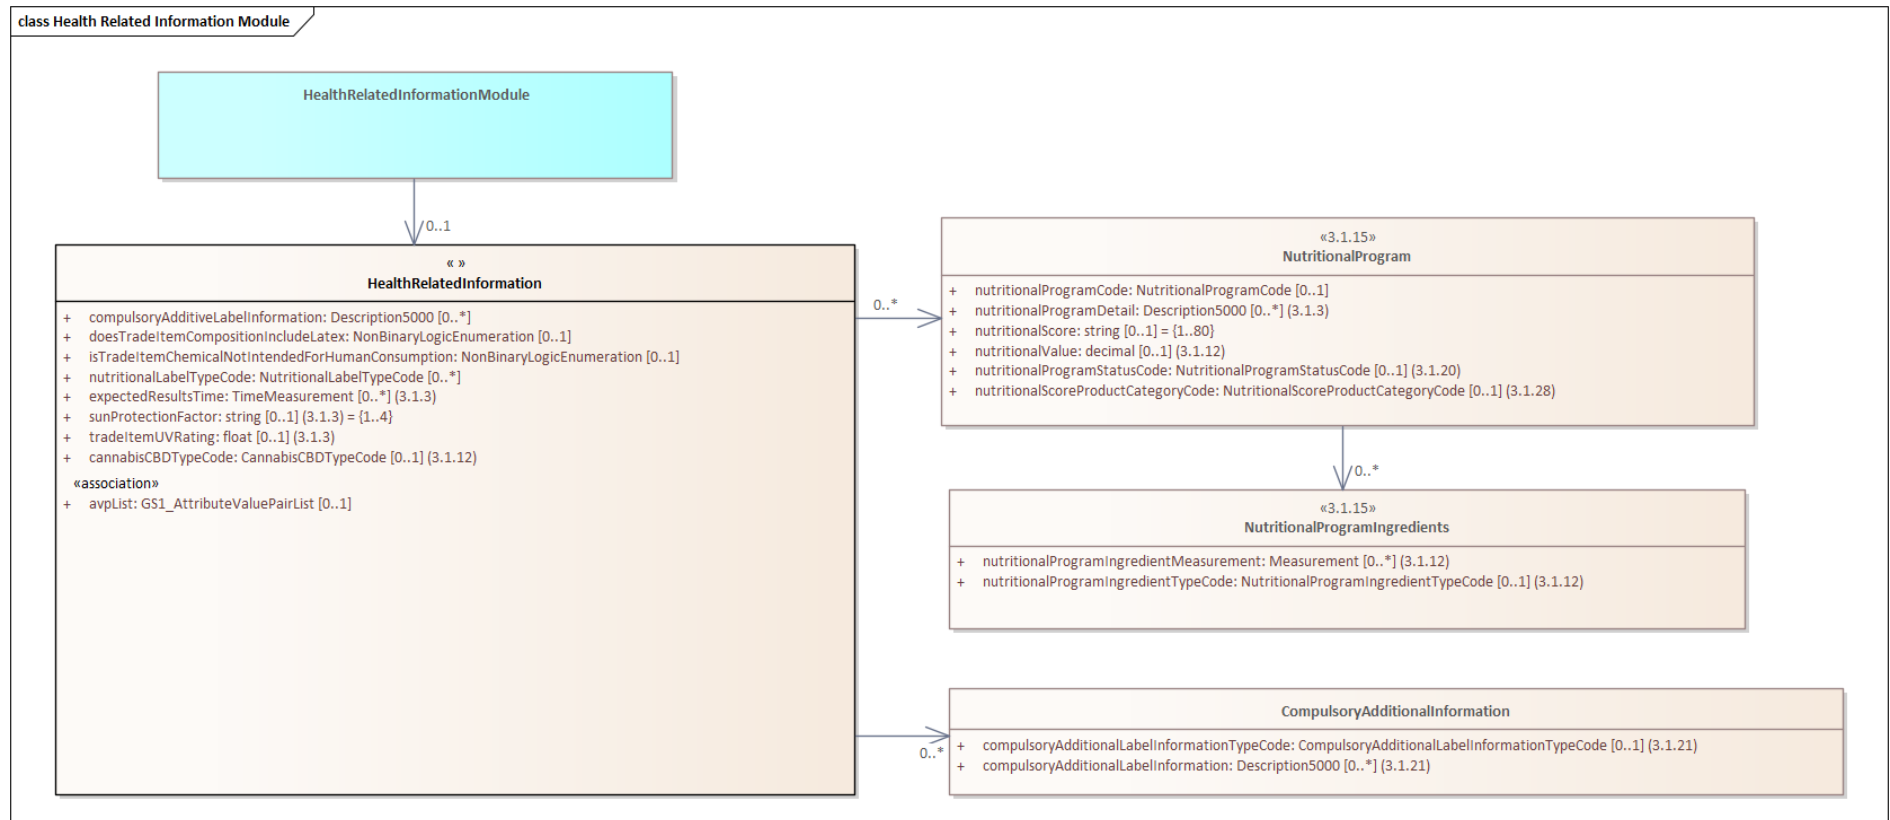 class Health Related Information Module
HealthRelatedInformationModule
0..1
« »
HealthRelatedInformation
+ compulsoryAdditiveLabelInformation: Description5000 [0..*]
+ doesTradeItemCompositionIncludeLatex: NonBinaryLogicEnumeration [0..1]
+ isTradeItemChemicalNotIntendedForHumanConsumption: NonBinaryLogicEnumeration [0..1]
+ nutritionalLabelTypeCode: NutritionalLabelTypeCode [0..*]
+ expectedResultsTime: TimeMeasurement [0..*] (3.1.3)
+ sunProtectionFactor: string [0..1] (3.1.3) = {1..4}
+ tradeItemUVRating: float [0..1] (3.1.3)
+ cannabisCBDTypeCode: CannabisCBDTypeCode [0..1] (3.1.12)
«association»
+ avpList: GS1_AttributeValuePairList [0..1]
0..*
«3.1.15»
NutritionalProgram
+ nutritionalProgramCode: NutritionalProgramCode [0..1]
+ nutritionalProgramDetail: Description5000 [0..*] (3.1.3)
+ nutritionalScore: string [0..1] = {1..80}
+ nutritionalValue: decimal [0..1] (3.1.12)
+ nutritionalProgramStatusCode: NutritionalProgramStatusCode [0..1] (3.1.20)
+ nutritionalScoreProductCategoryCode: NutritionalScoreProductCategoryCode [0..1] (3.1.28)
0..*
«3.1.15»
NutritionalProgramIngredients
+ nutritionalProgramIngredientMeasurement: Measurement [0..*] (3.1.12)
+ nutritionalProgramIngredientTypeCode: NutritionalProgramIngredientTypeCode [0..1] (3.1.12)
0..*
CompulsoryAdditionalInformation
+ compulsoryAdditionalLabelInformationTypeCode: CompulsoryAdditionalLabelInformationTypeCode [0..1] (3.1.21)
+ compulsoryAdditionalLabelInformation: Description5000 [0..*] (3.1.21)